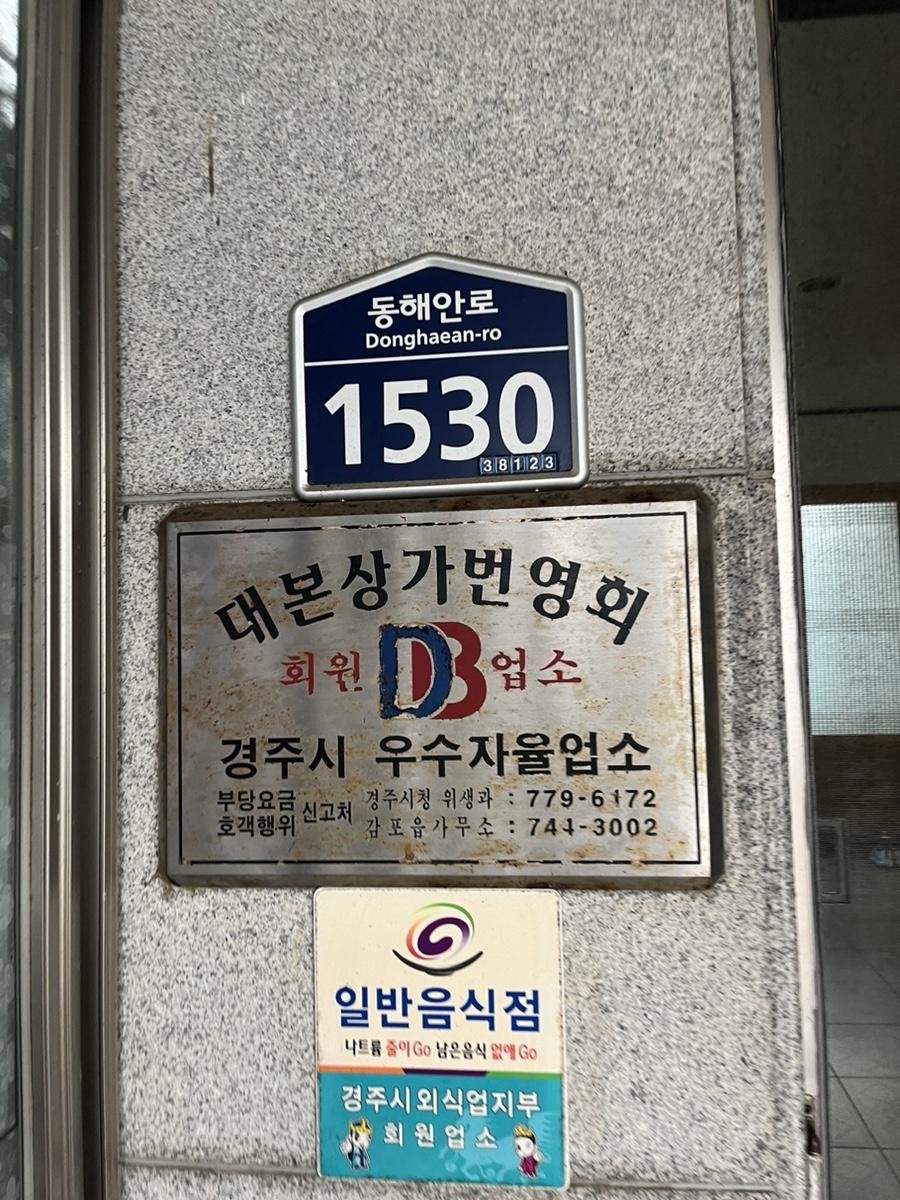 동해안로
Donghaean-ro
1530
38123
대본상가번영회
회원 DB 업소
경주시 우수자율업소
부당요금 호객행위 신고처
경주시청 위생과 : 779-6172
감포읍사무소 : 744-3002
일반음식점
나트륨 줄이Go 남은음식 없애Go
경주시외식업지부
회원업소